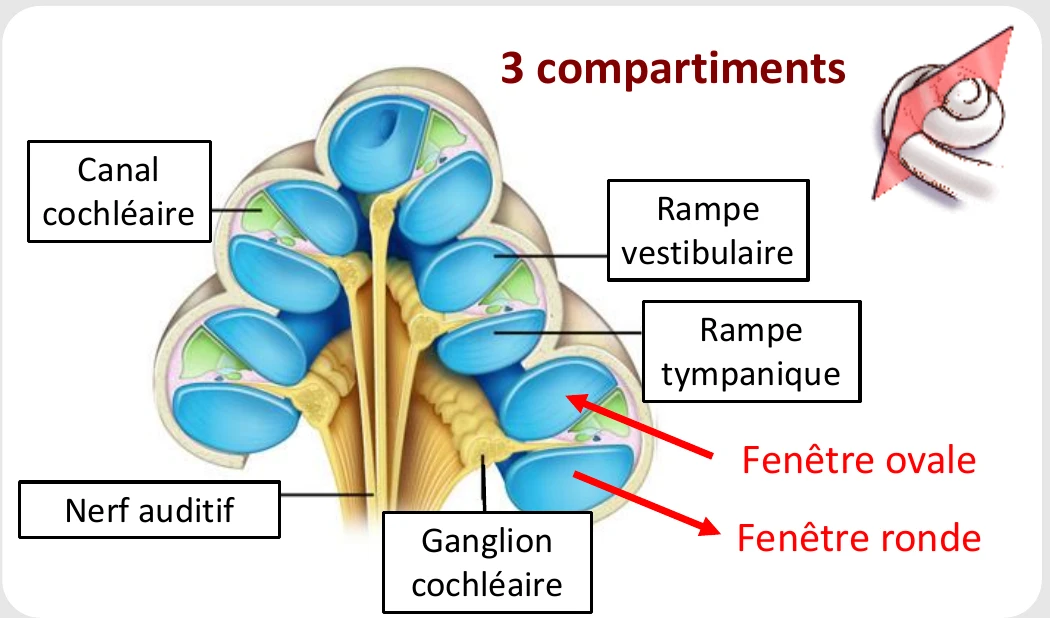 3 compartiments
Canal
cochléaire
Rampe
vestibulaire
Rampe
tympanique
Fenêtre ovale
Nerf auditif
Fenêtre ronde
Ganglion
cochléaire